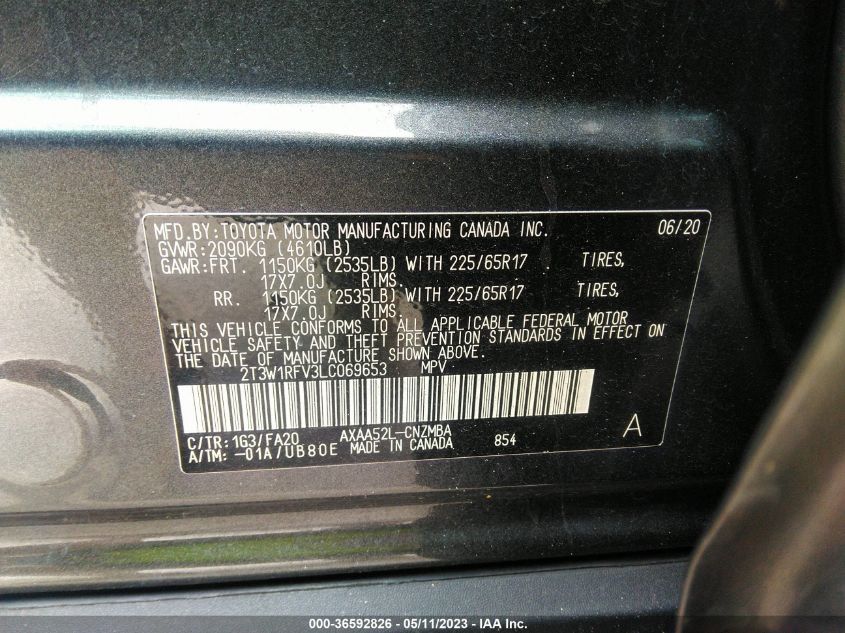 MFD.BY:TOYOTA MOTOR MANUFACTURING CANADA INC. 06/20
GVWR:2090KG (4610LB)
GAWR:FRT. 1150KG (2535LB) WITH 225/65R17 . TIRES,
17X7.0J RIMS.
RR. 1150KG (2535LB) WITH 225/65R17 TIRES,
17X7.0J RIMS.
THIS VEHICLE CONFORMS TO ALL APPLICABLE FEDERAL MOTOR
VEHICLE SAFETY AND THEFT PREVENTION STANDARDS IN EFFECT ON
THE DATE OF MANUFACTURE SHOWN ABOVE.
2T3W1RFV3LC069653 MPV
C/TR:1G3/FA20 AXAA52L-CNZMBA A
A/TM:-01A/UB80E MADE IN CANADA 854
000-36592826 - 05/11/2023 - IAA Inc.